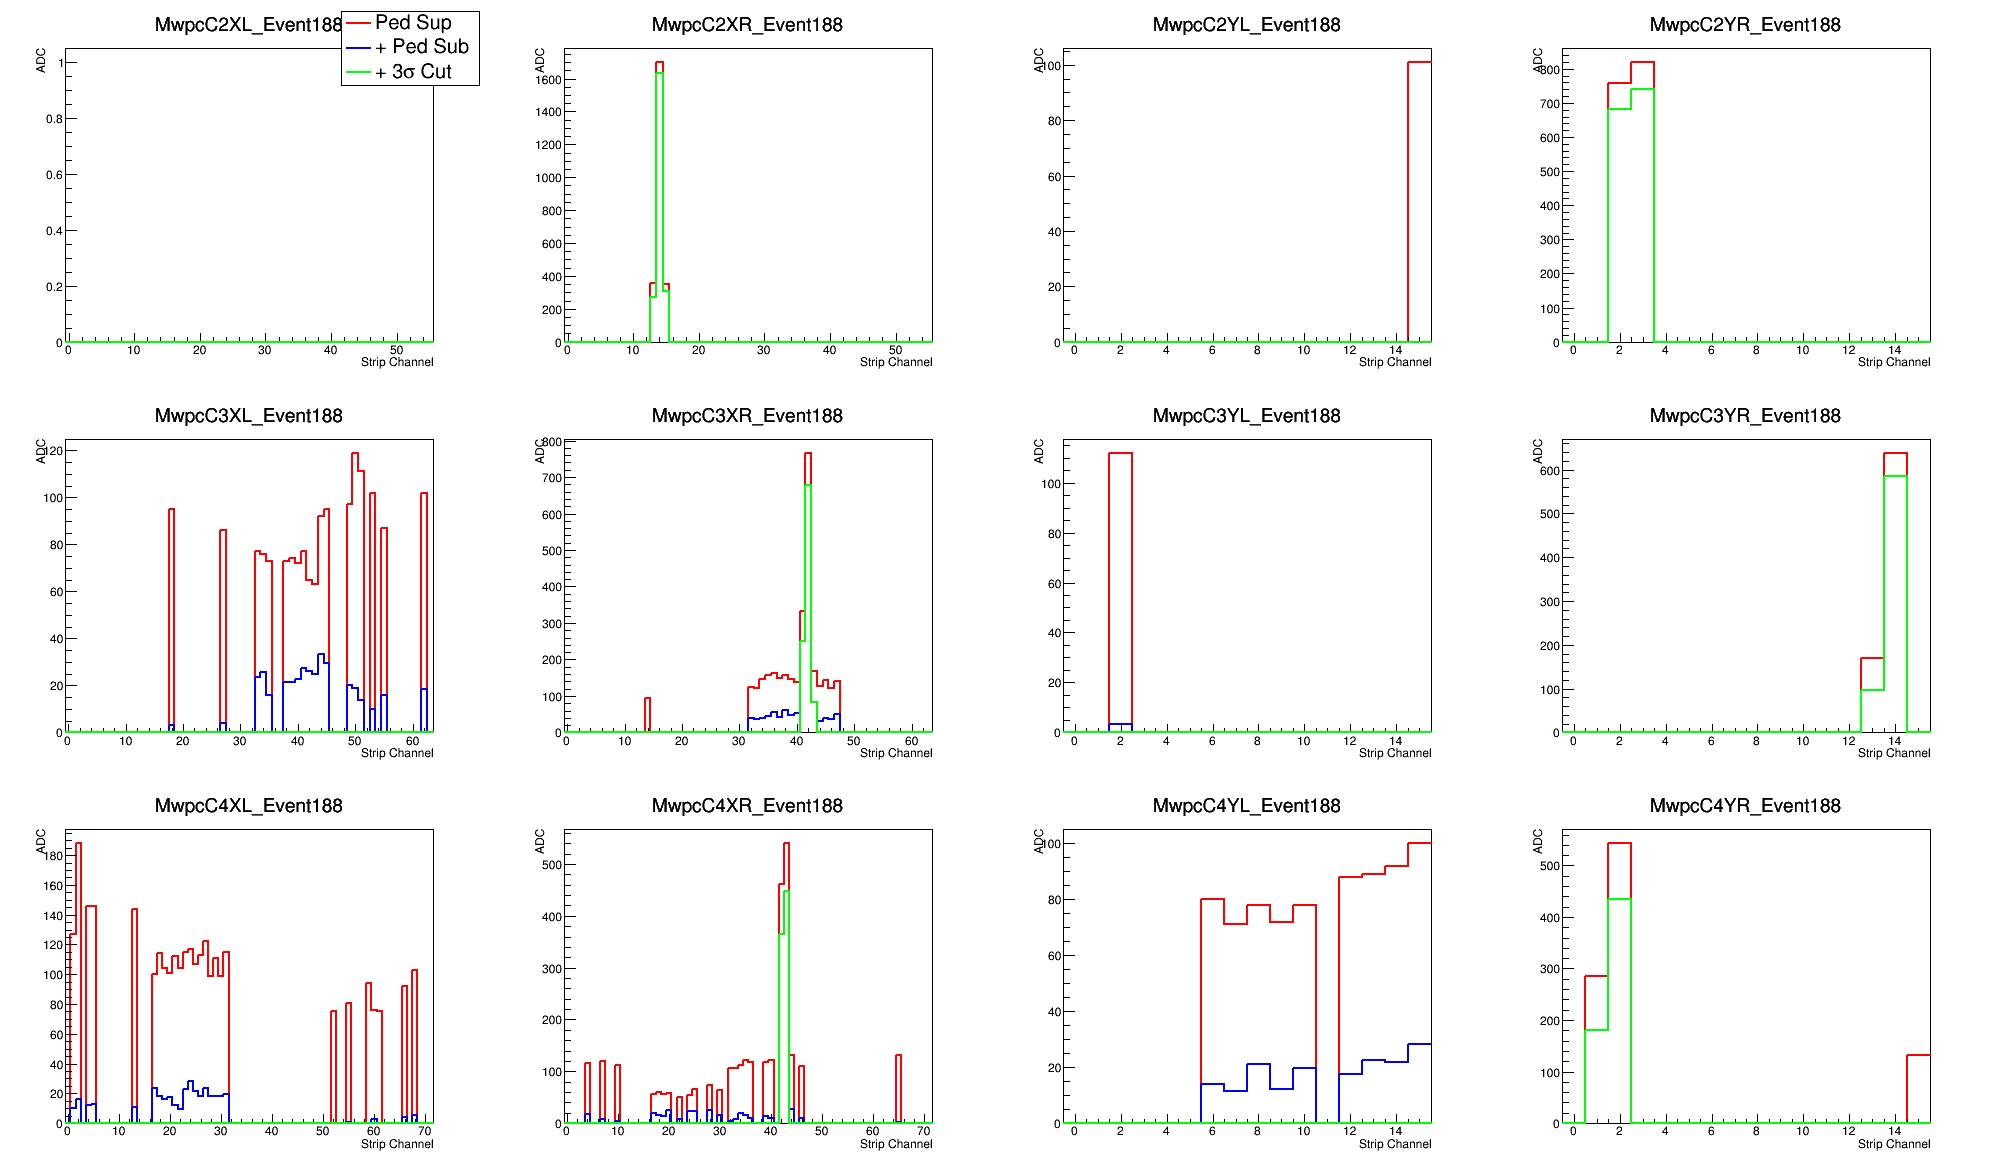 MwpcC2XL_Event188
Ped Sup
+ Ped Sub
+ 3σ Cut
ADC
1
0.8
0.6
0.4
0.2
0
0 10 20 30 40 50
Strip Channel
MwpcC2XR_Event188
ADC
1600
1400
1200
1000
800
600
400
200
0
0 10 20 30 40 50
Strip Channel
MwpcC2YL_Event188
ADC
100
80
60
40
20
0
0 2 4 6 8 10 12 14
Strip Channel
MwpcC2YR_Event188
ADC
800
700
600
500
400
300
200
100
0
0 2 4 6 8 10 12 14
Strip Channel
MwpcC3XL_Event188
ADC
120
100
80
60
40
20
0
0 10 20 30 40 50 60
Strip Channel
MwpcC3XR_Event188
ADC
800
700
600
500
400
300
200
100
0
0 10 20 30 40 50 60
Strip Channel
MwpcC3YL_Event188
ADC
100
80
60
40
20
0
0 2 4 6 8 10 12 14
Strip Channel
MwpcC3YR_Event188
ADC
600
500
400
300
200
100
0
0 2 4 6 8 10 12 14
Strip Channel
MwpcC4XL_Event188
ADC
180
160
140
120
100
80
60
40
20
0
0 10 20 30 40 50 60 70
Strip Channel
MwpcC4XR_Event188
ADC
500
400
300
200
100
0
0 10 20 30 40 50 60 70
Strip Channel
MwpcC4YL_Event188
ADC
100
80
60
40
20
0
0 2 4 6 8 10 12 14
Strip Channel
MwpcC4YR_Event188
ADC
500
400
300
200
100
0
0 2 4 6 8 10 12 14
Strip Channel